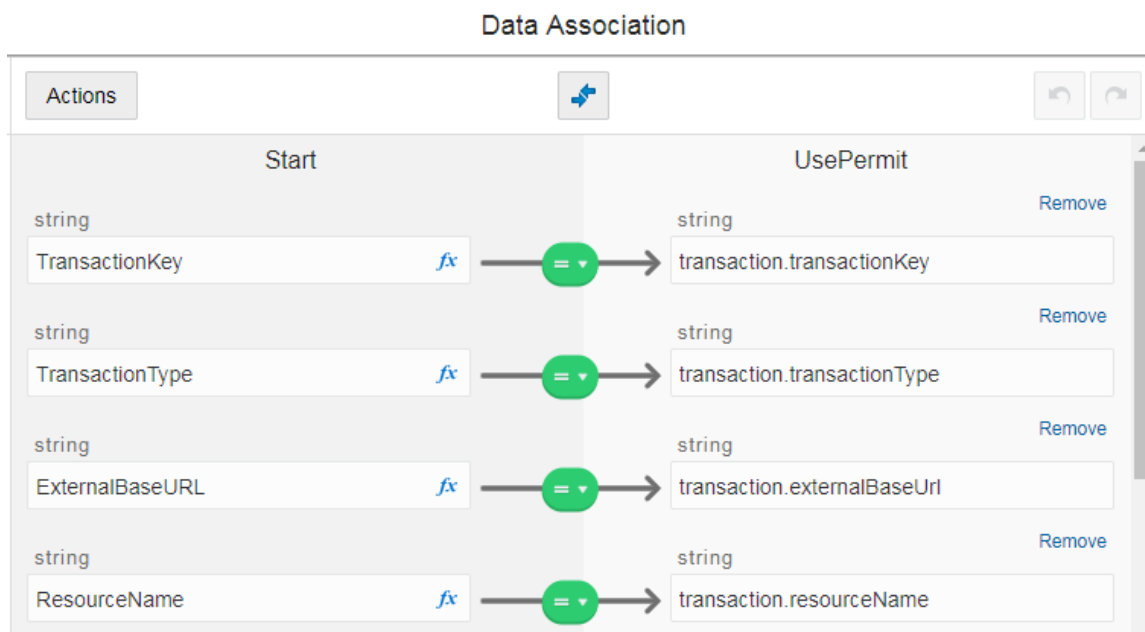 Data Association
Actions
Start UsePermit
Remove
string string
TransactionKey fx = transaction.transactionKey
Remove
string string
TransactionType fx = transaction.transactionType
Remove
string string
ExternalBaseURL fx = transaction.externalBaseUrl
Remove
string string
ResourceName fx = transaction.resourceName